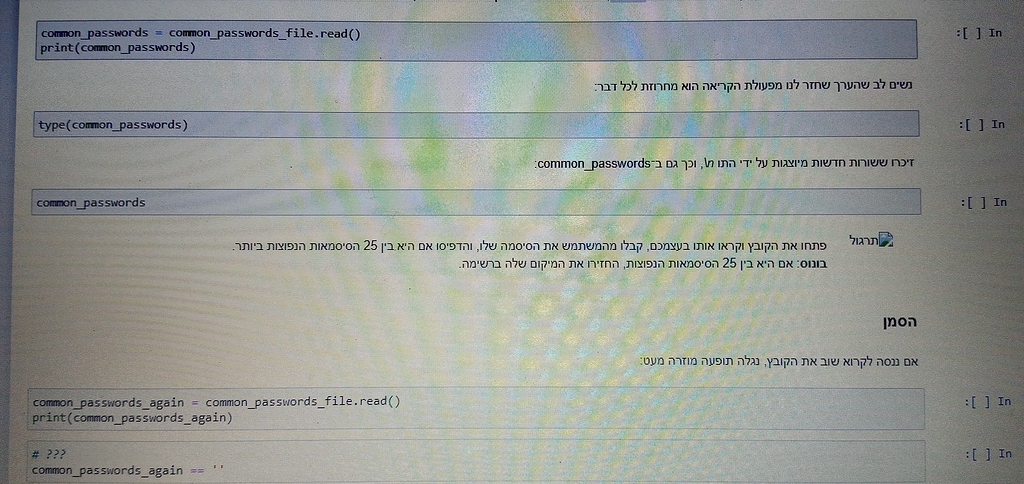 In [ ]:
common_passwords = common_passwords_file.read()
print(common_passwords)
נשים לב שהערך שחזר לנו מפעולת הקריאה הוא מחרוזת לכל דבר:
In [ ]:
type(common_passwords)
זיכרו ששורות חדשות מיוצגות על ידי התו \n, וכך גם ב־common_passwords:
In [ ]:
common_passwords
תרגול
פתחו את הקובץ וקראו אותו בעצמכם, קבלו מהמשתמש את הסיסמה שלו, והדפיסו אם היא בין 25 הסיסמאות הנפוצות ביותר.
בונוס: אם היא בין 25 הסיסמאות הנפוצות, החזירו את המיקום שלה ברשימה.
הסמן
אם ננסה לקרוא שוב את הקובץ, נגלה תופעה מוזרה מעט:
In [ ]:
common_passwords_again = common_passwords_file.read()
print(common_passwords_again)
In [ ]:
# ???
common_passwords_again == ''